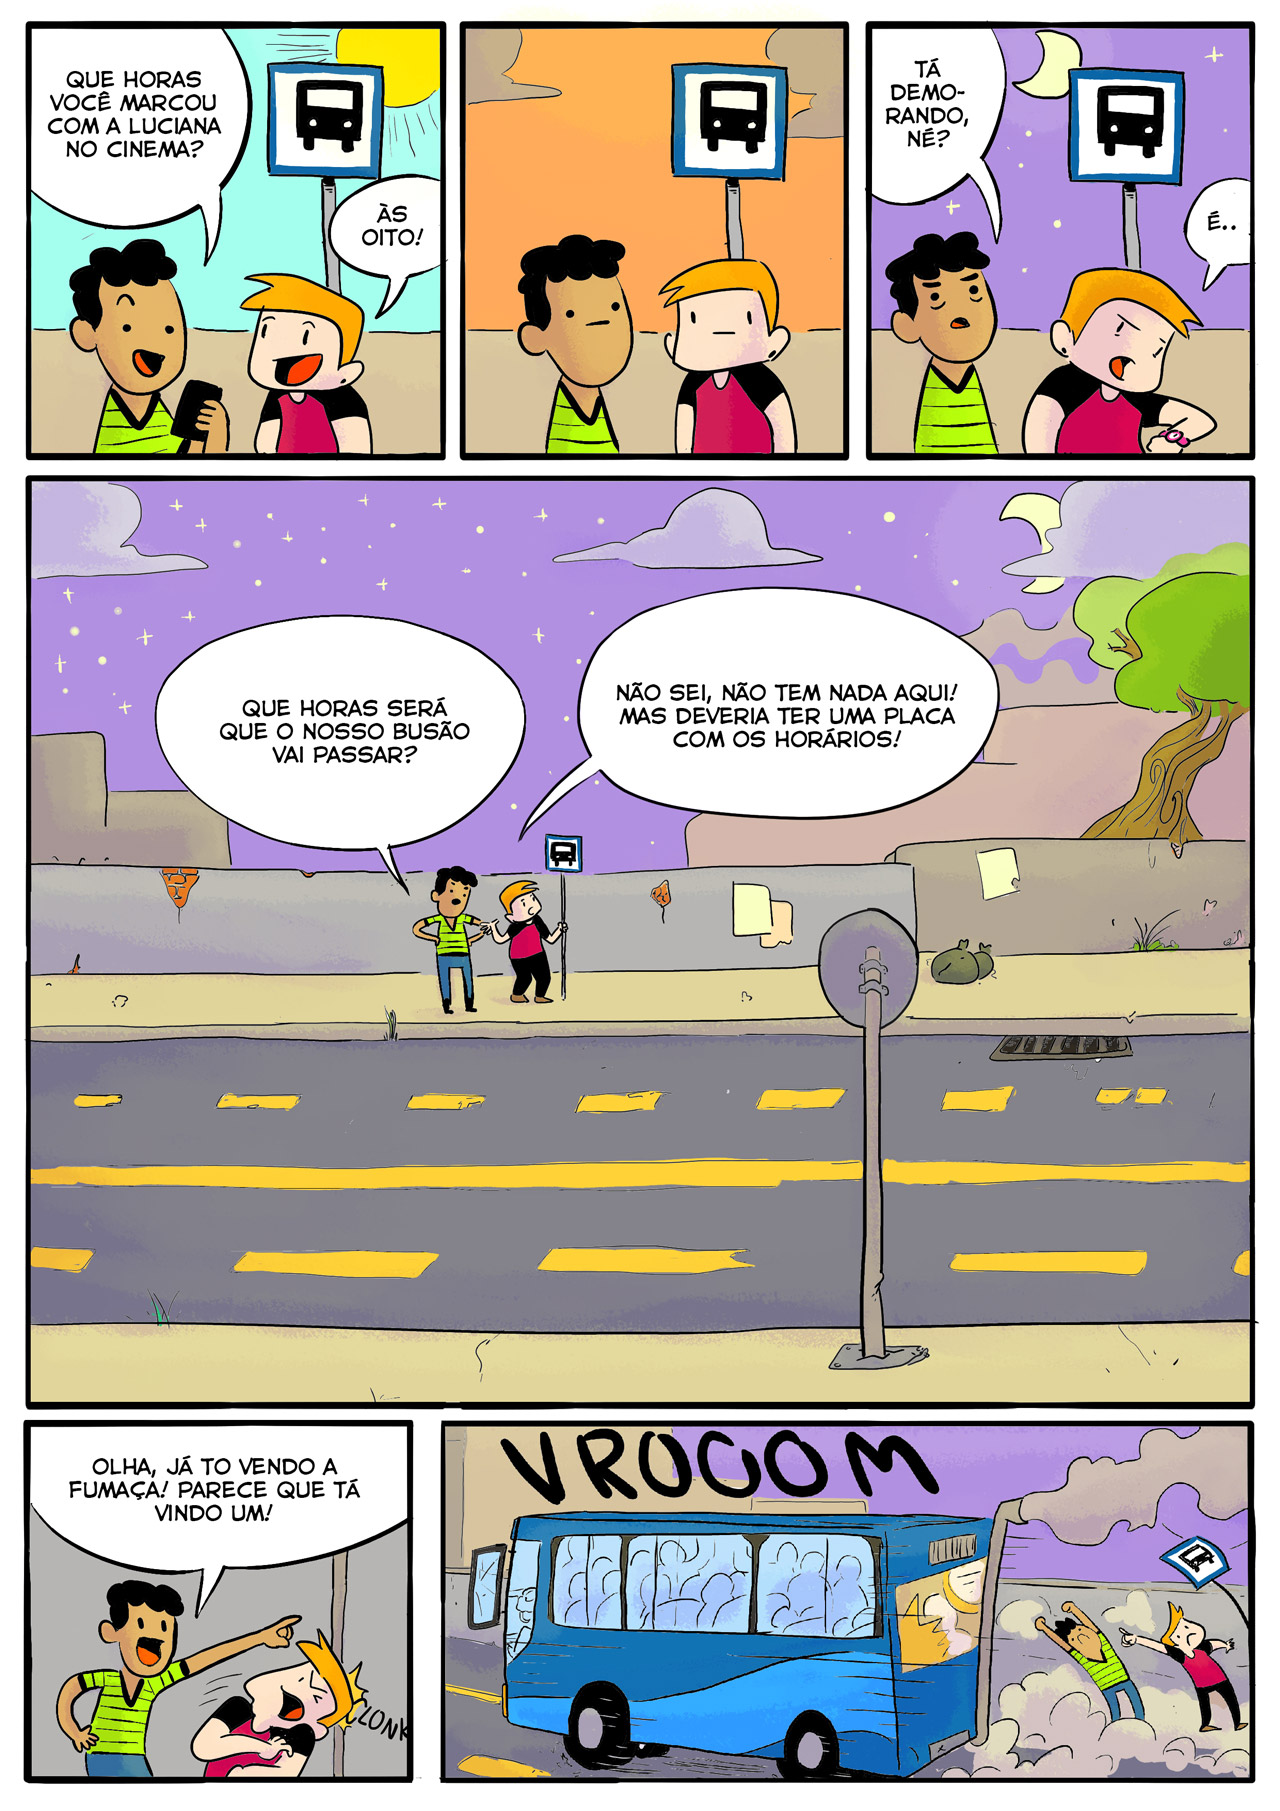 QUE HORAS
VOCÊ MARCOU
COM A LUCIANA
NO CINEMA?
ÀS
OITO!
TÁ
DEMO-
RANDO,
NÉ?
É..
QUE HORAS SERÁ
QUE O NOSSO BUSÃO
VAI PASSAR?
NÃO SEI, NÃO TEM NADA AQUI!
MAS DEVERIA TER UMA PLACA
COM OS HORÁRIOS!
OLHA, JÁ TO VENDO A
FUMAÇA! PARECE QUE TÁ
VINDO UM!
CLONK
VROOOM